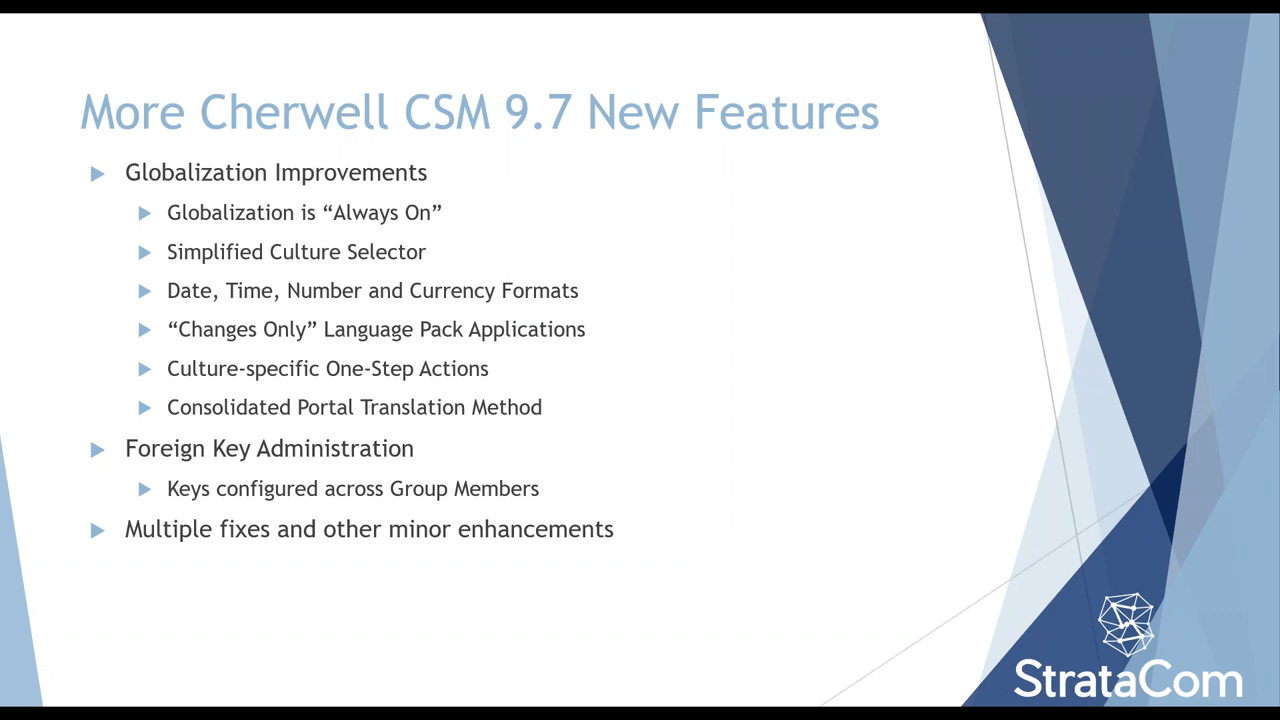 More Cherwell CSM 9.7 New Features
Globalization Improvements
Globalization is “Always On”
Simplified Culture Selector
Date, Time, Number and Currency Formats
“Changes Only” Language Pack Applications
Culture-specific One-Step Actions
Consolidated Portal Translation Method
Foreign Key Administration
Keys configured across Group Members
Multiple fixes and other minor enhancements
StrataCom